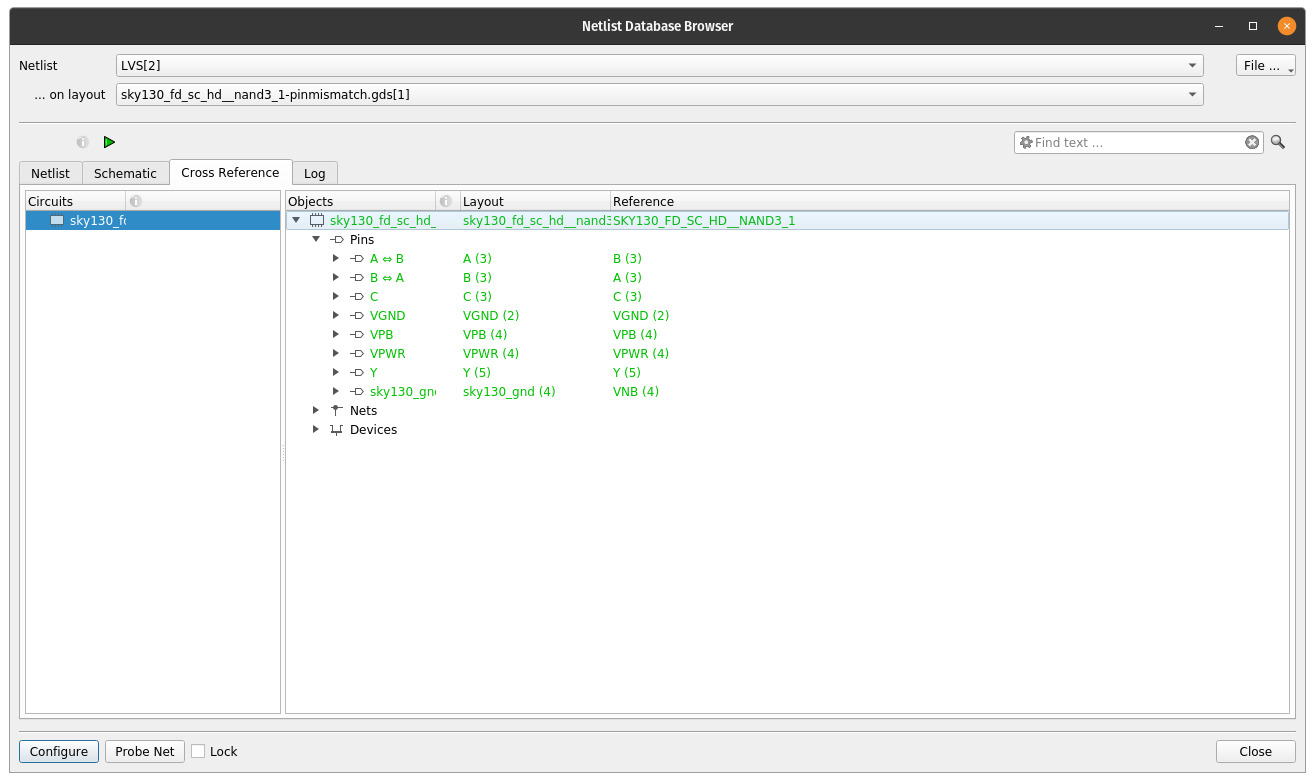 Netlist Database Browser
Netlist LVS[2] File ...
... on layout sky130_fd_sc_hd__nand3_1-pinmismatch.gds[1]
Find text ...
Netlist Schematic Cross Reference Log
Circuits Objects Layout Reference
sky130_fd sky130_fd_sc_hd_ sky130_fd_sc_hd__nand3 SKY130_FD_SC_HD__NAND3_1
Pins
A ⇔ B A (3) B (3)
B ⇔ A B (3) A (3)
C C (3) C (3)
VGND VGND (2) VGND (2)
VPB VPB (4) VPB (4)
VPWR VPWR (4) VPWR (4)
Y Y (5) Y (5)
sky130_gnd sky130_gnd (4) VNB (4)
Nets
Devices
Configure Probe Net Lock Close